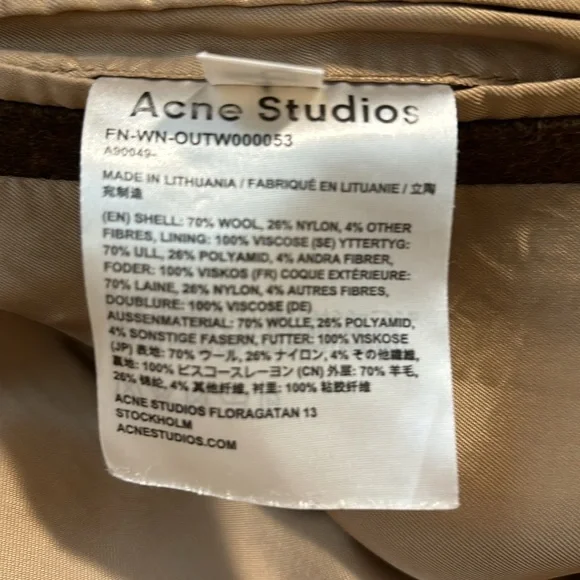 Acne Studios
FN-WN-OUTW000053
A90049-
MADE IN LITHUANIA / FABRIQUÉ EN LITUANIE / 立陶
宛制造
(EN) SHELL: 70% WOOL, 26% NYLON, 4% OTHER
FIBRES, LINING: 100% VISCOSE (SE) YTTERTYG:
70% ULL, 26% POLYAMID, 4% ANDRA FIBRER,
FODER: 100% VISKOS (FR) COQUE EXTÉRIEURE:
70% LAINE, 26% NYLON, 4% AUTRES FIBRES,
DOUBLURE: 100% VISCOSE (DE)
AUSSENMATERIAL: 70% WOLLE, 26% POLYAMID,
4% SONSTIGE FASERN, FUTTER: 100% VISKOSE
(JP) 表地: 70% ウール, 26% ナイロン, 4% その他繊維,
裏地: 100% ビスコースレーヨン (CN) 外层: 70% 羊毛,
26% 锦纶, 4% 其他纤维, 衬里: 100% 粘胶纤维
ACNE STUDIOS FLORAGATAN 13
STOCKHOLM
ACNESTUDIOS.COM